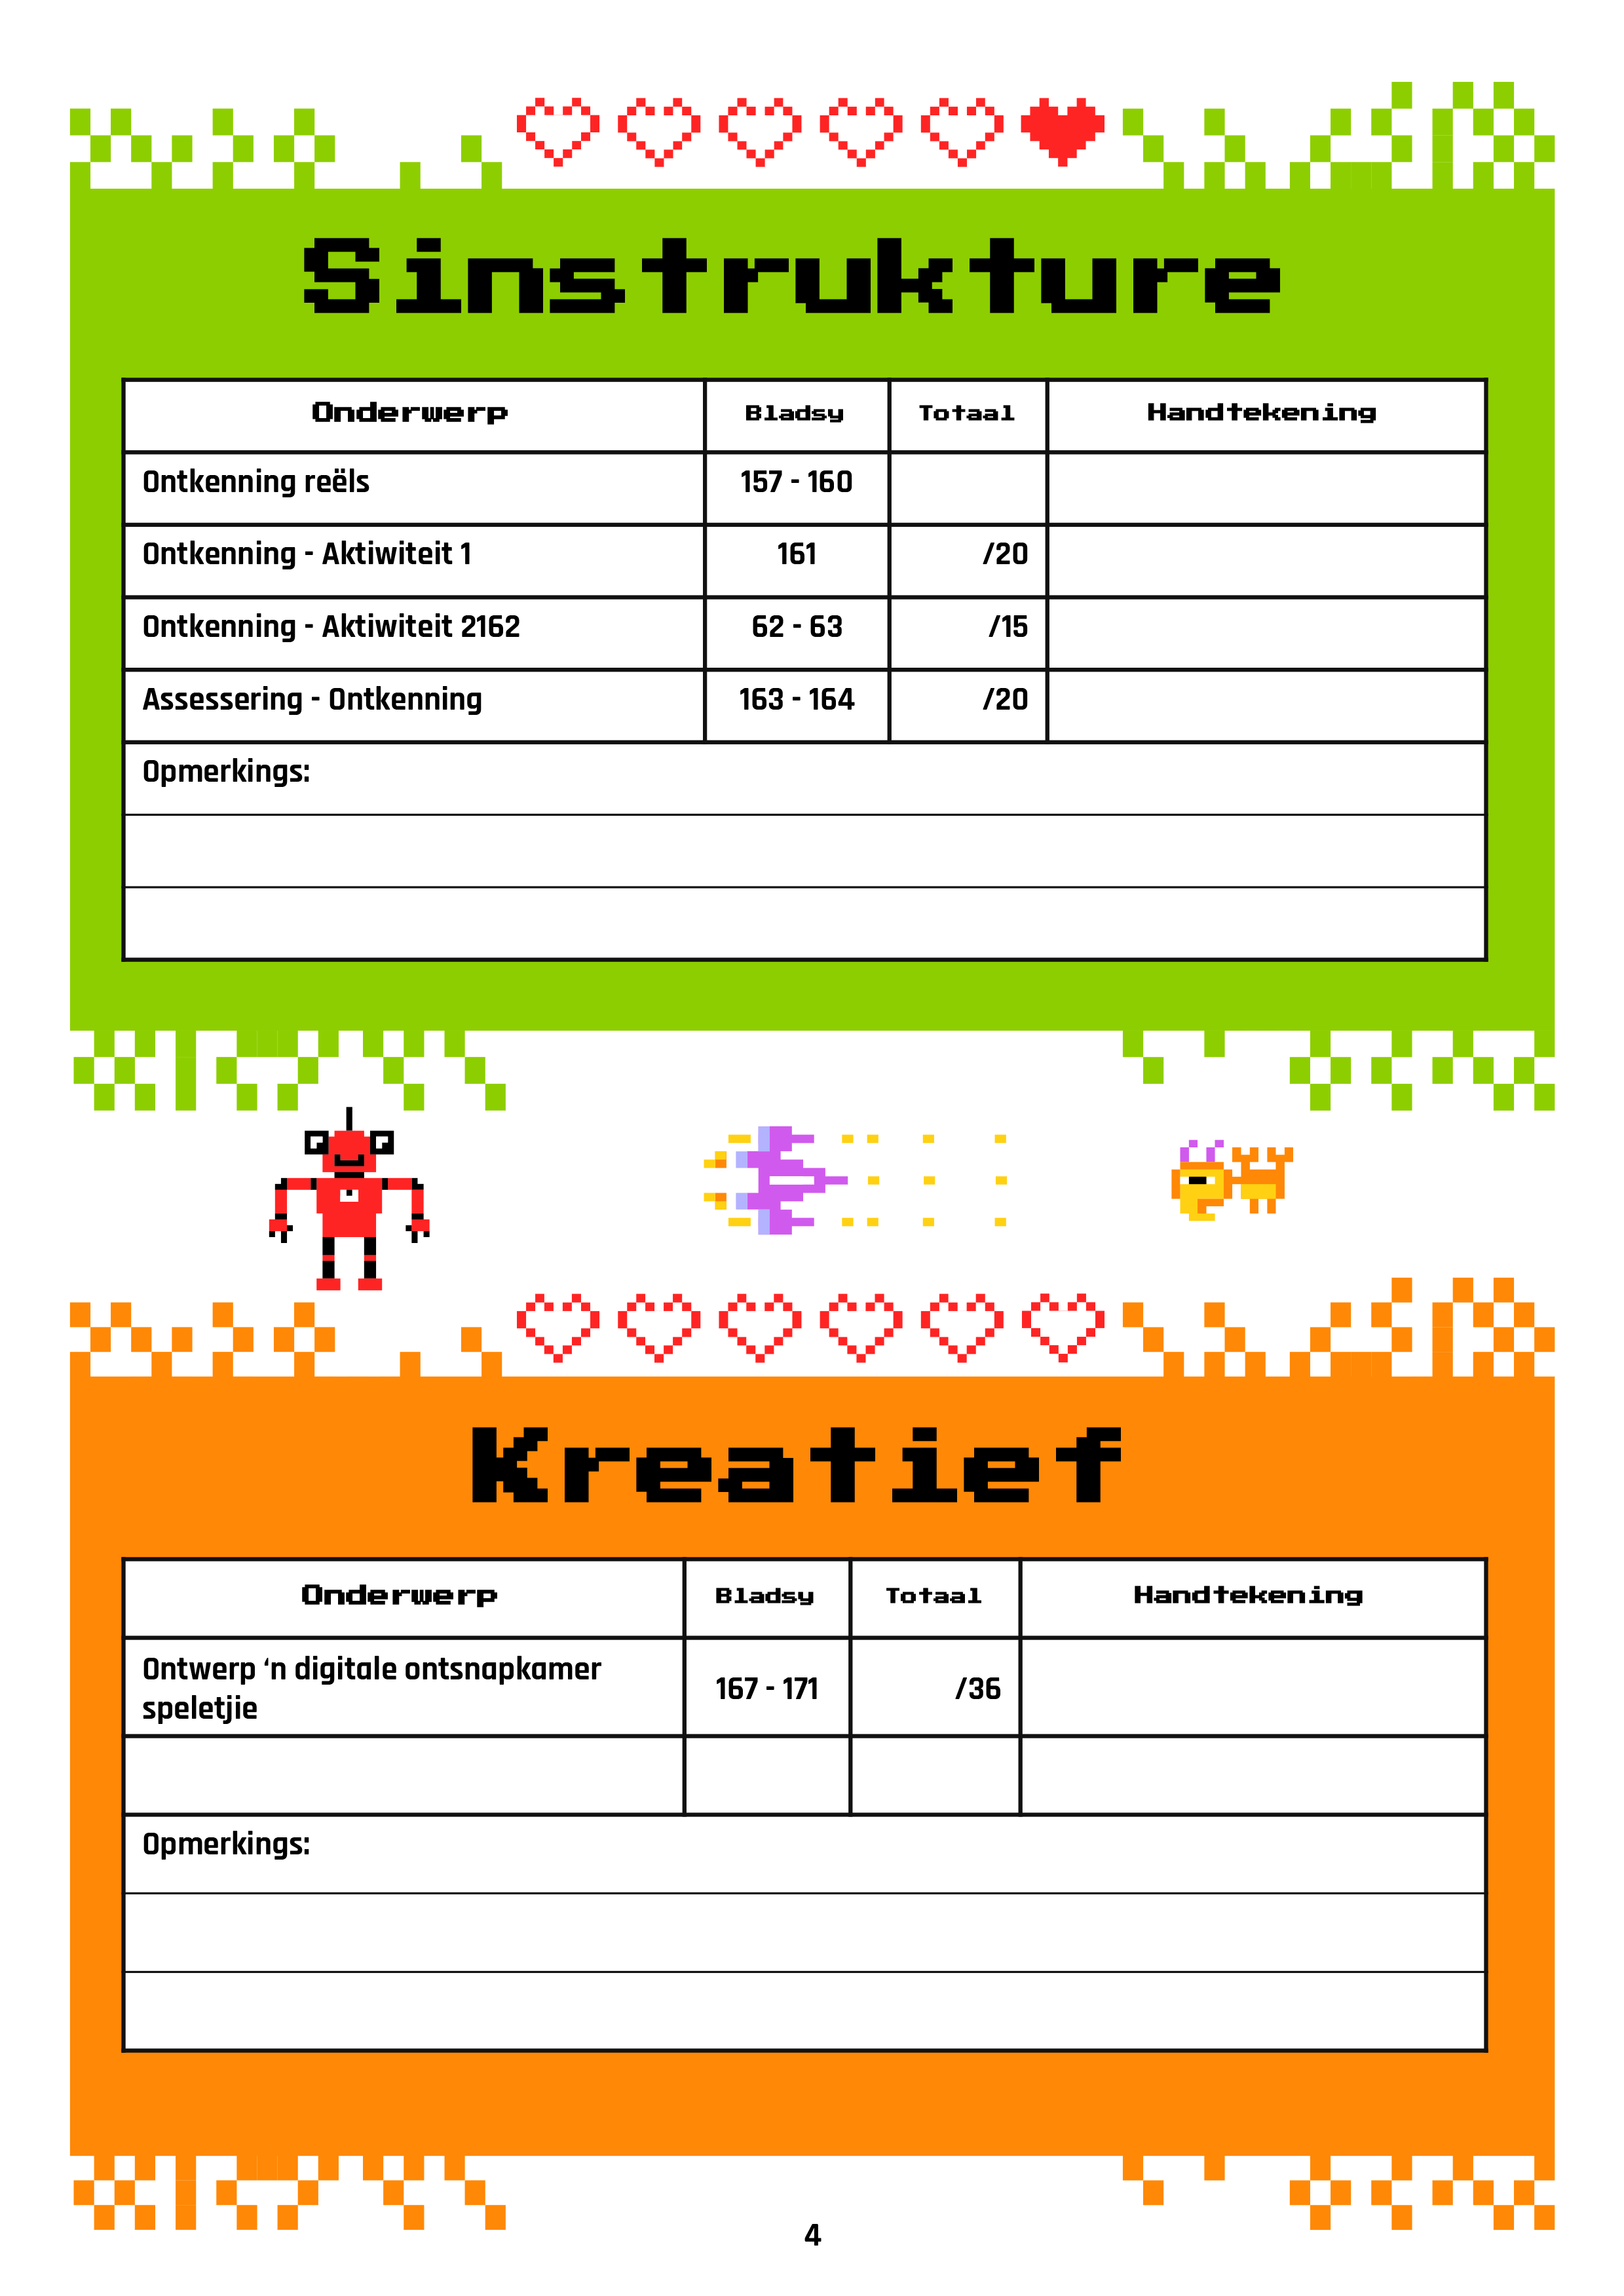 Sinstrukture
Onderwerp Bladsy Totaal Handtekening
Ontkenning reëls 157 - 160
Ontkenning - Aktiwiteit 1 161 /20
Ontkenning - Aktiwiteit 2162 62 - 63 /15
Assessering - Ontkenning 163 - 164 /20
Opmerkings:
Kreatief
Onderwerp Bladsy Totaal Handtekening
Ontwerp ‘n digitale ontsnapkamer
speletjie 167 - 171 /36
Opmerkings:
4